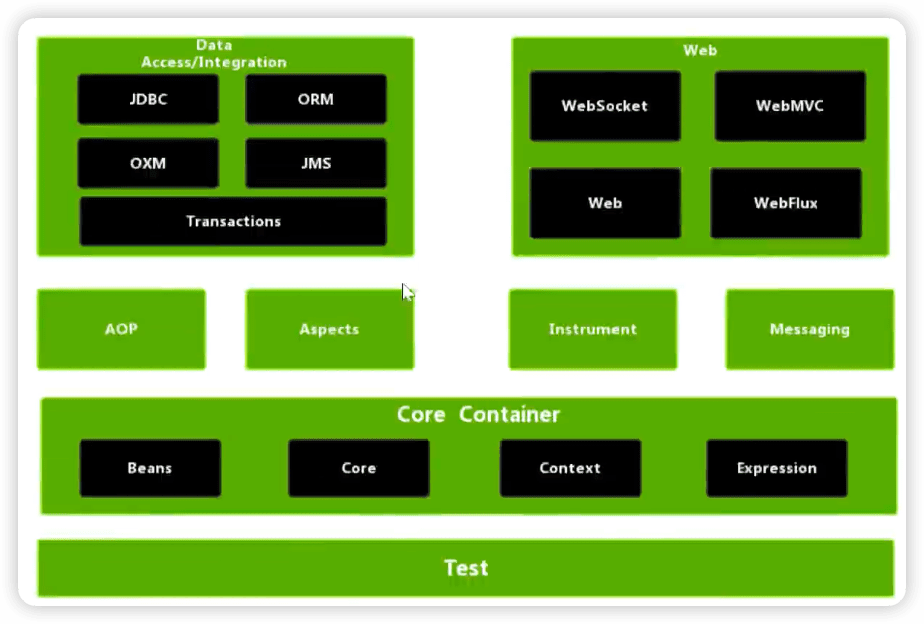 Data
Access/Integration
JDBC
ORM
OXM
JMS
Transactions
Web
WebSocket
WebMVC
Web
WebFlux
AOP
Aspects
Instrument
Messaging
Core Container
Beans
Core
Context
Expression
Test